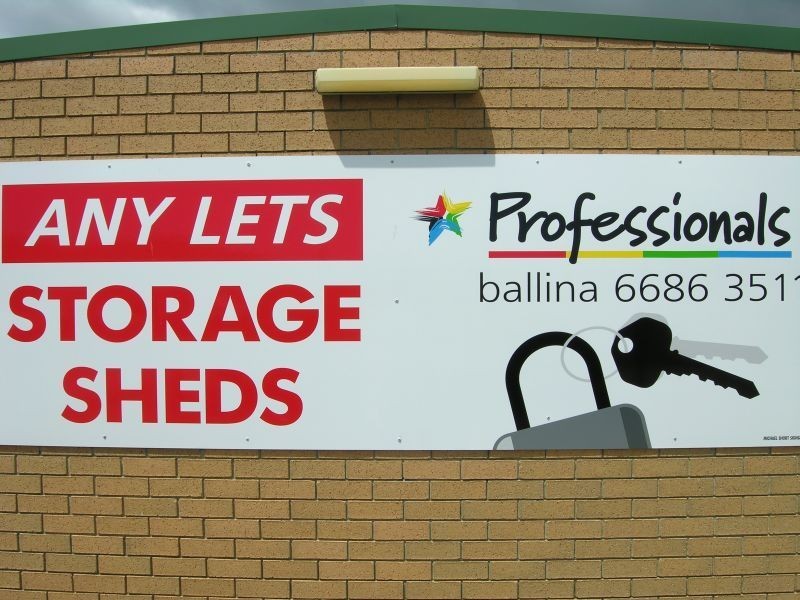 ANY LETS
STORAGE
SHEDS
Professionals
ballina 6686 3511